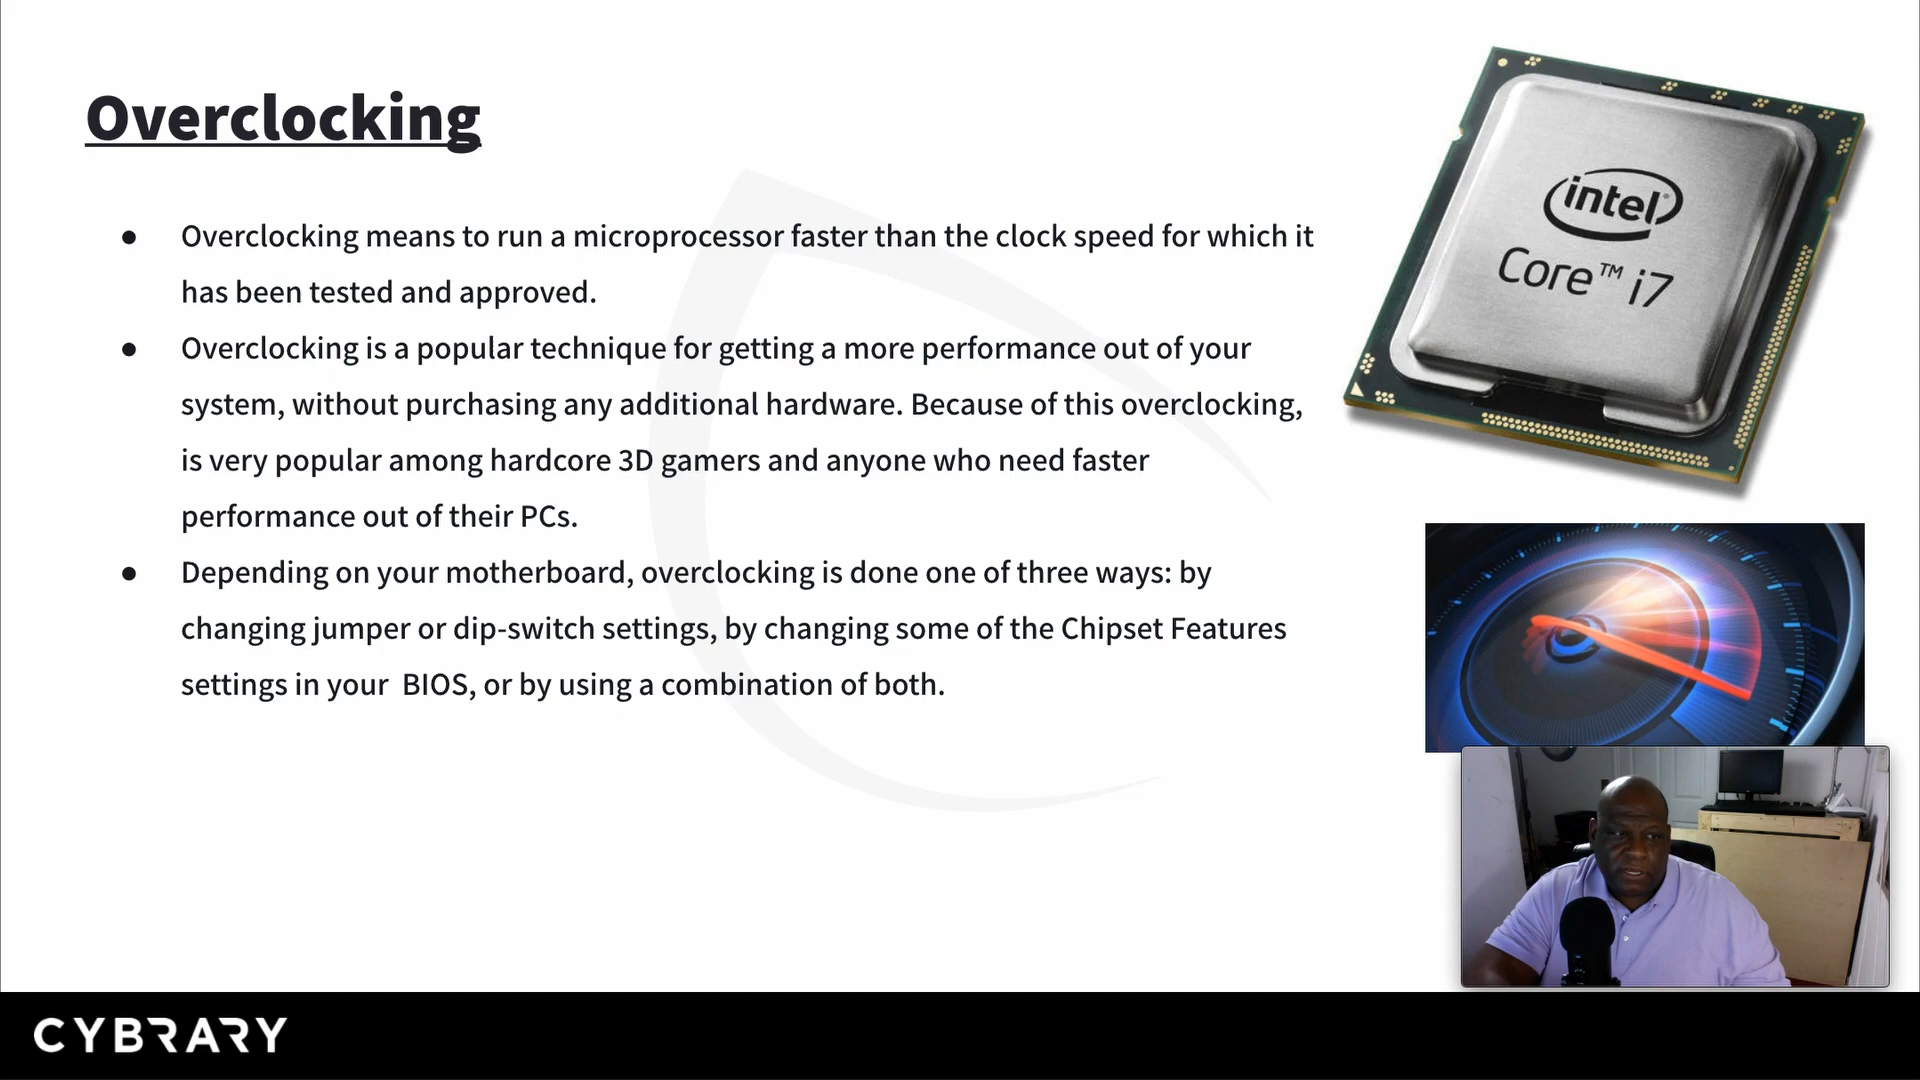 Overclocking
● Overclocking means to run a microprocessor faster than the clock speed for which it
has been tested and approved.
● Overclocking is a popular technique for getting a more performance out of your
system, without purchasing any additional hardware. Because of this overclocking,
is very popular among hardcore 3D gamers and anyone who need faster
performance out of their PCs.
● Depending on your motherboard, overclocking is done one of three ways: by
changing jumper or dip-switch settings, by changing some of the Chipset Features
settings in your  BIOS, or by using a combination of both.
intel®
Core™ i7
CYBRARY